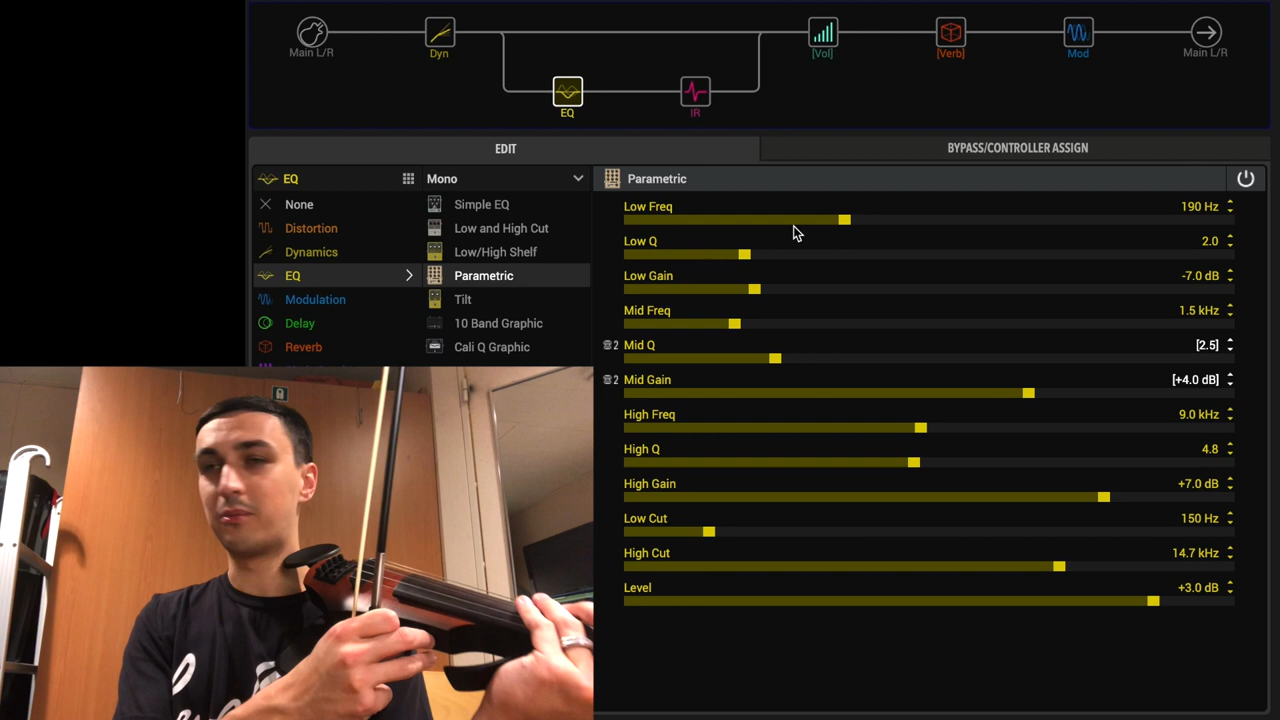 Main L/R
Dyn
[Vol]
[Verb]
Mod
Main L/R
EQ
IR
EDIT
BYPASS/CONTROLLER ASSIGN
EQ
Mono
Parametric
None
Distortion
Dynamics
EQ
Modulation
Delay
Reverb
Simple EQ
Low and High Cut
Low/High Shelf
Parametric
Tilt
10 Band Graphic
Cali Q Graphic
Low Freq 190 Hz
Low Q 2.0
Low Gain -7.0 dB
Mid Freq 1.5 kHz
2 Mid Q [2.5]
2 Mid Gain [+4.0 dB]
High Freq 9.0 kHz
High Q 4.8
High Gain +7.0 dB
Low Cut 150 Hz
High Cut 14.7 kHz
Level +3.0 dB